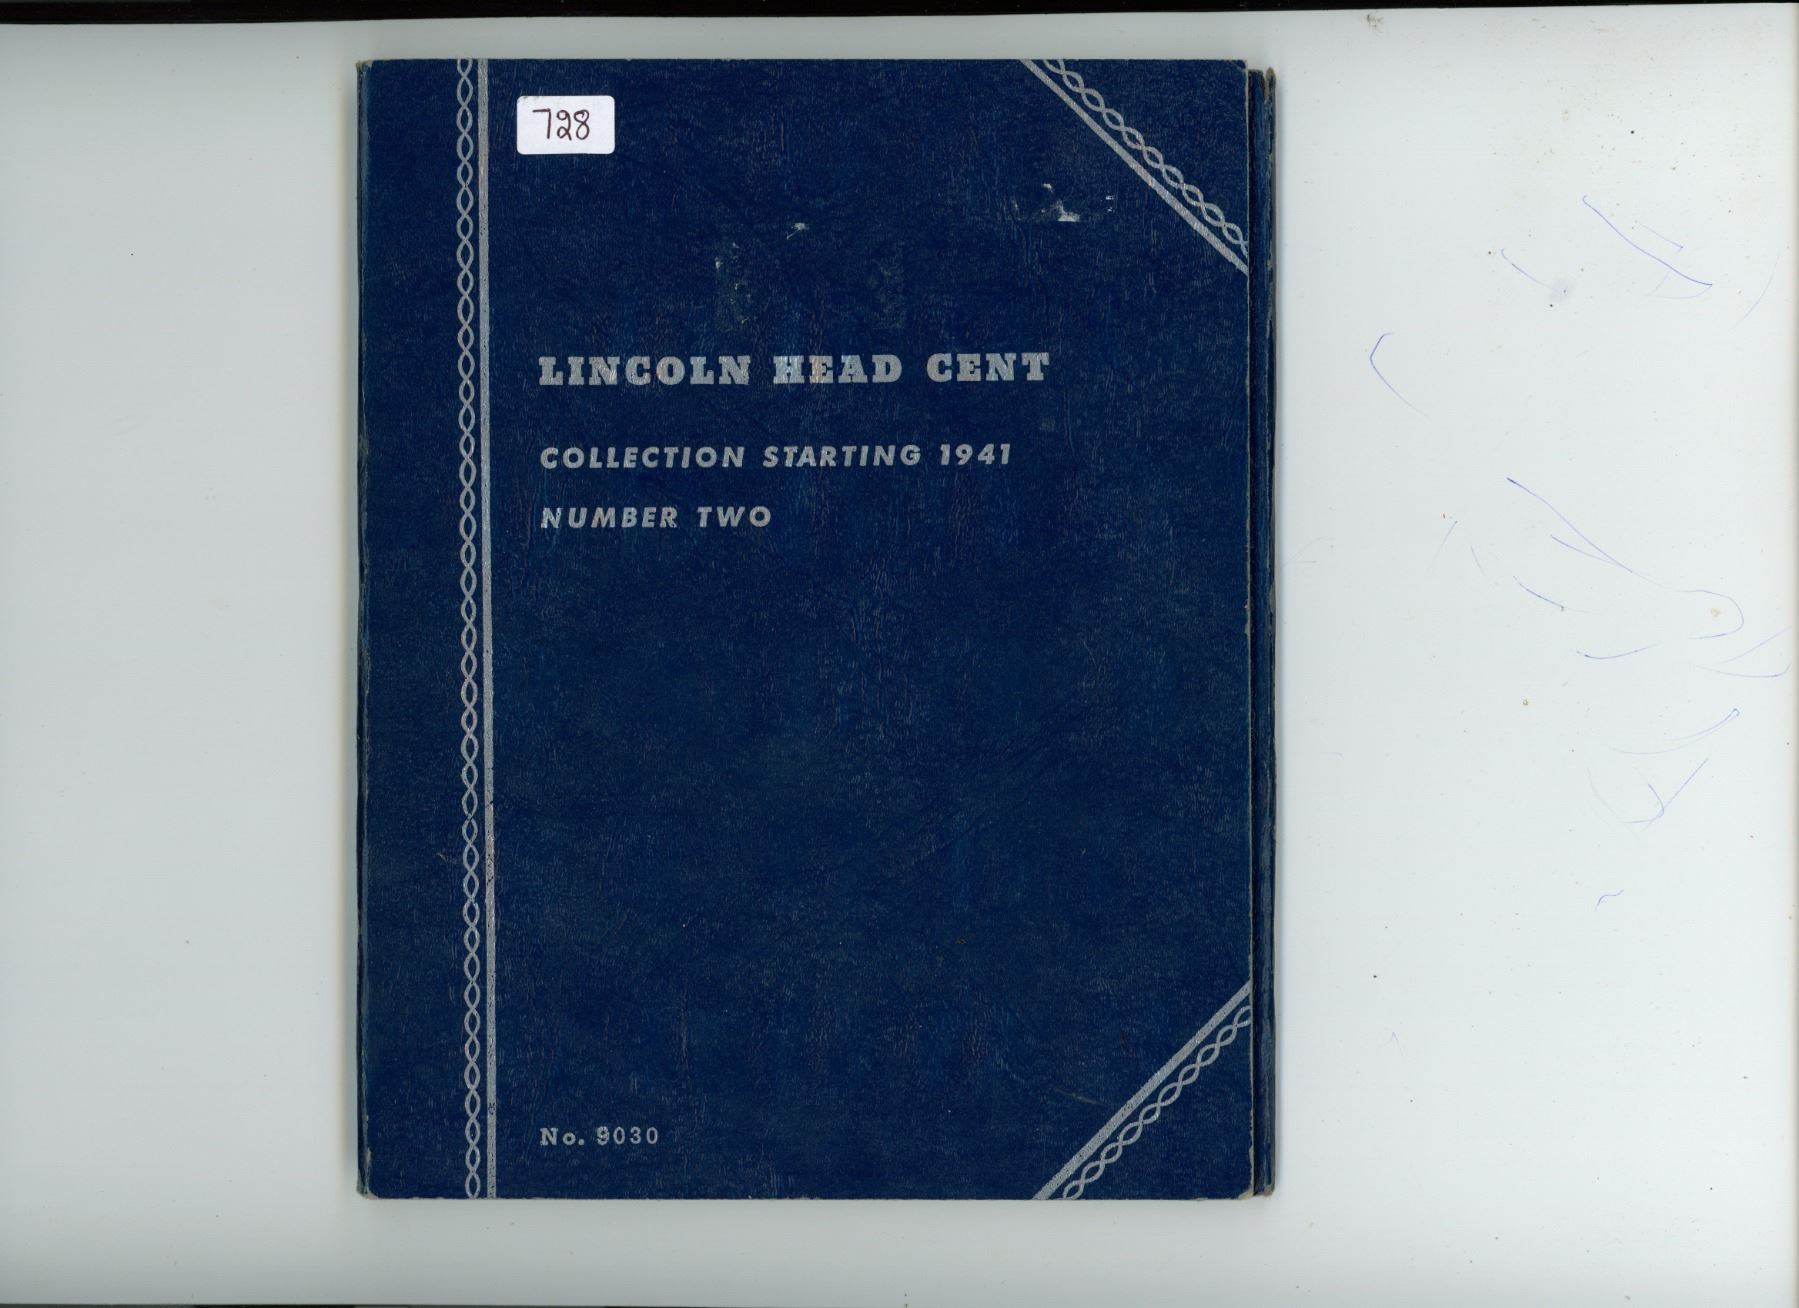 728
LINCOLN HEAD CENT
COLLECTION STARTING 1941
NUMBER TWO
No. 9030